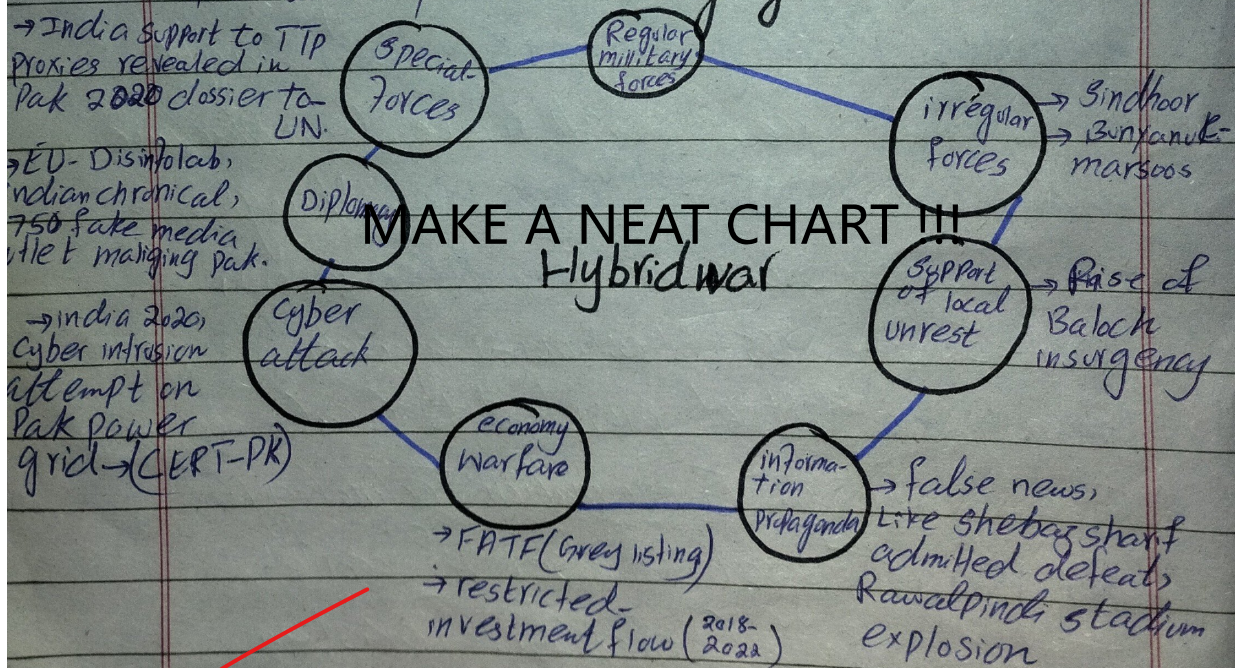 → India Support to TTP
proxies revealed in
Pak 2020 dossier to
UN.
Special-
Forces
Regular
military
forces
irregular
forces
→ Sindhoor
→ Bunyanul-
marsoos
→ EU-Disinfolab,
indian chronical,
750 fake media
utlet maliging pak.
Diplomacy
MAKE A NEAT CHART !!!
Hybrid war
Support
of local
unrest
→ Rise of
Baloch
insurgency
→ india 2020,
Cyber intrusion
attempt on
Pak power
grid → (CERT-PK)
Cyber
attack
economy
warfare
→ FATF (Grey listing)
→ restricted-
investment flow (2018-
2022)
informa-
tion
propaganda
→ false news,
Like Shebaz sharif
admitted defeat,
Rawalpindi stadium
explosion